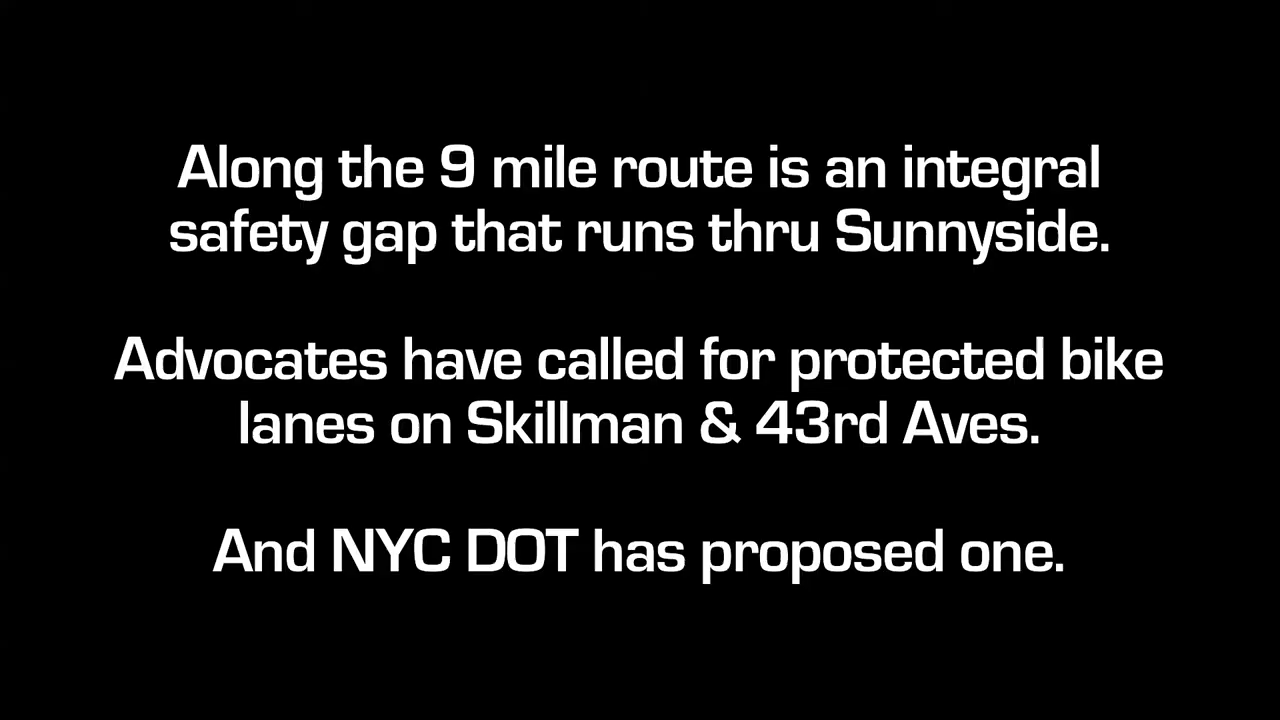 Along the 9 mile route is an integral
safety gap that runs thru Sunnyside.
Advocates have called for protected bike
lanes on Skillman & 43rd Aves.
And NYC DOT has proposed one.